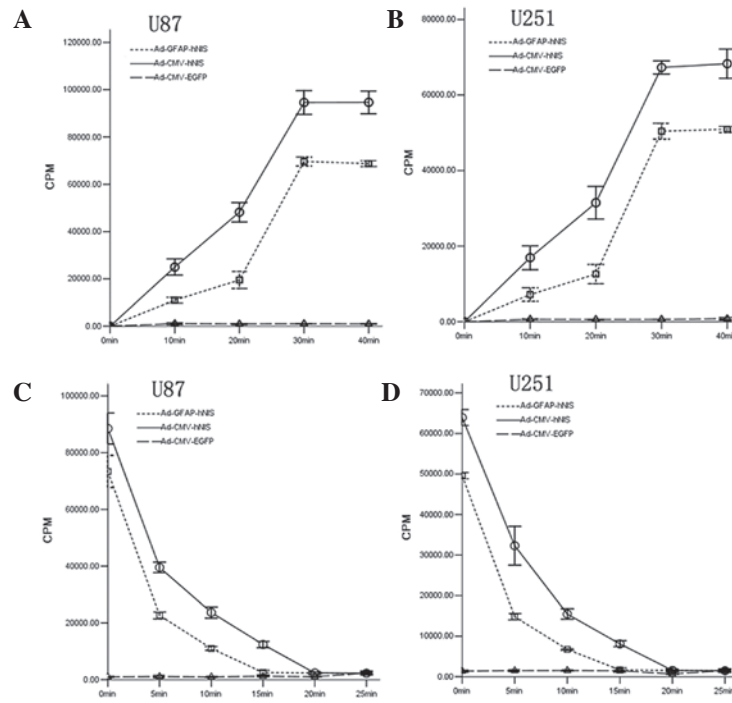 A
U87
Ad-GFAP-hNIS
Ad-CMV-hNIS
Ad-CMV-EGFP
CPM
120000.00
100000.00
80000.00
60000.00
40000.00
20000.00
0.00
0min
10min
20min
30min
40min
B
U251
Ad-GFAP-hNIS
Ad-CMV-hNIS
Ad-CMV-EGFP
CPM
80000.00
60000.00
40000.00
20000.00
0.00
0min
10min
20min
30min
40min
C
U87
Ad-GFAP-hNIS
Ad-CMV-hNIS
Ad-CMV-EGFP
CPM
100000.00
80000.00
60000.00
40000.00
20000.00
0.00
0min
5min
10min
15min
20min
25min
D
U251
Ad-GFAP-hNIS
Ad-CMV-hNIS
Ad-CMV-EGFP
CPM
70000.00
60000.00
50000.00
40000.00
30000.00
20000.00
10000.00
0.00
0min
5min
10min
15min
20min
25min